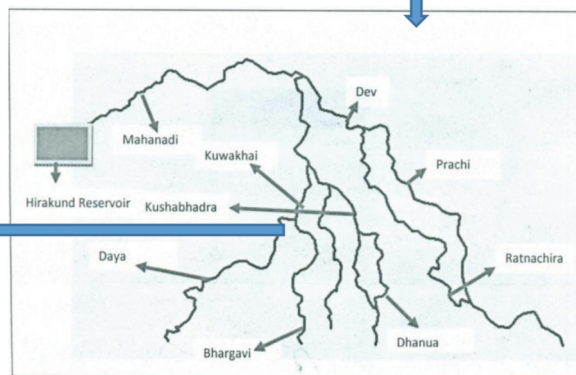 Dev
Mahanadi
Kuwakhai
Prachi
Hirakund Reservoir
Kushabhadra
Daya
Ratnachira
Dhanua
Bhargavi